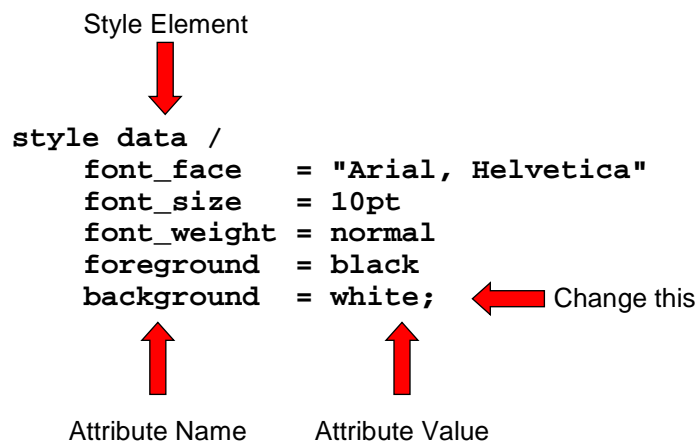 Style Element
style data /
font_face = "Arial, Helvetica"
font_size = 10pt
font_weight = normal
foreground = black
background = white; Change this
Attribute Name Attribute Value